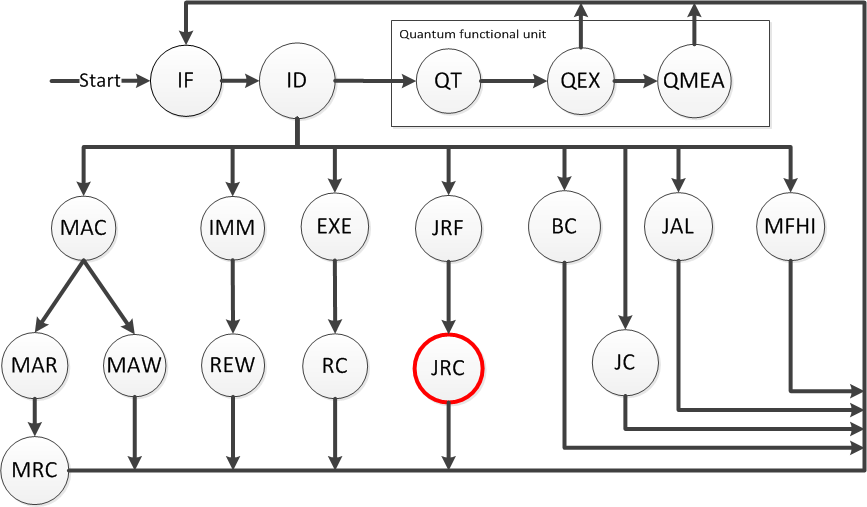 Quantum functional unit
Start
IF
ID
QT
QEX
QMEA
MAC
IMM
EXE
JRF
BC
JAL
MFHI
MAR
MAW
REW
RC
JRC
JC
MRC